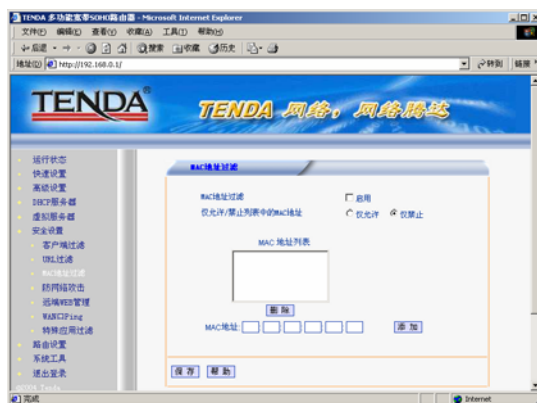 TENDA 多功能宽带SOHO路由器 - Microsoft Internet Explorer
文件(F) 编辑(E) 查看(V) 收藏(A) 工具(T) 帮助(H)
后退 搜索 收藏 历史
地址(D) http://192.168.0.1/ 转到 链接
TENDA®
TENDA 网络，网络腾达
运行状态
快速设置
高级设置
DHCP服务器
虚拟服务器
安全设置
客户端过滤
URL过滤
MAC地址过滤
防网络攻击
远端WEB管理
WAN口Ping
特殊应用过滤
路由设置
系统工具
退出登录
©2004 Tenda
MAC地址过滤
MAC地址过滤 启用
仅允许/禁止列表中的MAC地址 仅允许 仅禁止
MAC 地址列表
删除
MAC地址: 添加
保存 帮助
完成 Internet